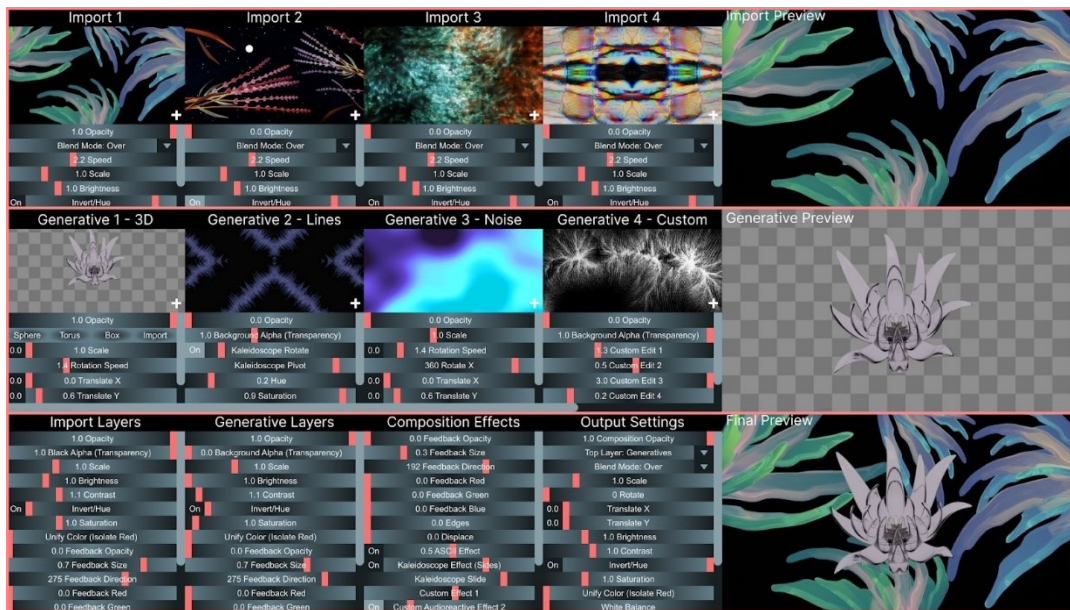 Import 1
Import 2
Import 3
Import 4
Import Preview
1.0 Opacity
0.0 Opacity
0.0 Opacity
0.0 Opacity
Blend Mode: Over
Blend Mode: Over
Blend Mode: Over
Blend Mode: Over
2.2 Speed
2.2 Speed
2.2 Speed
2.2 Speed
1.0 Scale
1.0 Scale
1.0 Scale
1.0 Scale
1.0 Brightness
1.0 Brightness
1.0 Brightness
1.0 Brightness
On Invert/Hue
On Invert/Hue
Invert/Hue
On Invert/Hue
Generative 1 - 3D
Generative 2 - Lines
Generative 3 - Noise
Generative 4 - Custom
Generative Preview
1.0 Opacity
0.0 Opacity
0.0 Opacity
0.0 Opacity
Sphere Torus Box Import
1.0 Background Alpha (Transparency)
1.0 Scale
1.0 Background Alpha (Transparency)
0.0 1.0 Scale
On Kaleidoscope Rotate
0.0 1.4 Rotation Speed
1.3 Custom Edit 1
1.4 Rotation Speed
Kaleidoscope Pivot
360 Rotate X
0.5 Custom Edit 2
0.0 0.0 Translate X
0.2 Hue
0.0 0.0 Translate X
3.0 Custom Edit 3
0.0 0.6 Translate Y
0.9 Saturation
0.0 0.6 Translate Y
0.2 Custom Edit 4
Import Layers
Generative Layers
Composition Effects
Output Settings
Final Preview
1.0 Opacity
1.0 Opacity
0.0 Feedback Opacity
1.0 Composition Opacity
1.0 Black Alpha (Transparency)
0.0 Background Alpha (Transparency)
0.3 Feedback Size
Top Layer: Generatives
1.0 Scale
1.0 Scale
192 Feedback Direction
Blend Mode: Over
1.0 Brightness
1.0 Brightness
0.0 Feedback Red
1.0 Scale
1.1 Contrast
1.1 Contrast
0.0 Feedback Green
0 Rotate
On Invert/Hue
On Invert/Hue
0.0 Feedback Blue
0.0 Translate X
1.0 Saturation
1.0 Saturation
0.0 Edges
0.0 Translate Y
Unify Color (Isolate Red)
Unify Color (Isolate Red)
0.0 Displace
1.0 Brightness
0.0 Feedback Opacity
0.0 Feedback Opacity
On 0.5 ASCII Effect
1.0 Contrast
0.7 Feedback Size
0.7 Feedback Size
On Kaleidoscope Effect (Sides)
On Invert/Hue
275 Feedback Direction
275 Feedback Direction
Kaleidoscope Slide
1.0 Saturation
0.0 Feedback Red
0.0 Feedback Red
Custom Effect 1
Unify Color (Isolate Red)
0.0 Feedback Green
0.0 Feedback Green
On Custom Audioreactive Effect 2
White Balance